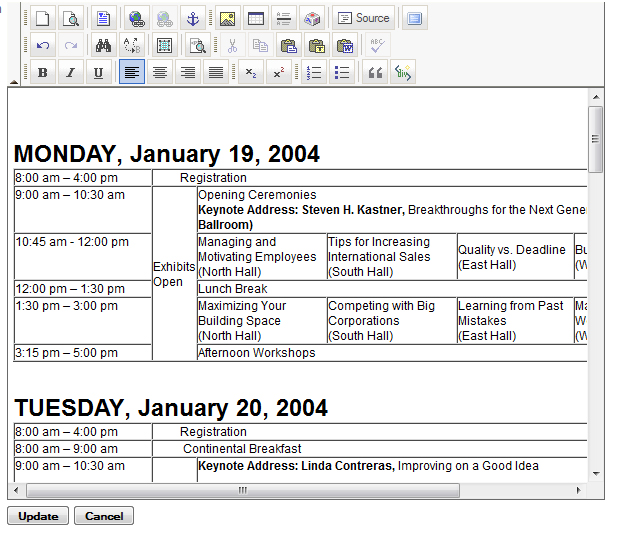 Source
ABC
B I U x₂ x²
MONDAY, January 19, 2004
8:00 am – 4:00 pm Registration
9:00 am – 10:30 am Opening Ceremonies
Keynote Address: Steven H. Kastner, Breakthroughs for the Next Gene
Ballroom)
Exhibits
Open
10:45 am - 12:00 pm
Managing and
Motivating Employees
(North Hall)
Tips for Increasing
International Sales
(South Hall)
Quality vs. Deadline
(East Hall)
Bu
(W
12:00 pm – 1:30 pm Lunch Break
1:30 pm – 3:00 pm
Maximizing Your
Building Space
(North Hall)
Competing with Big
Corporations
(South Hall)
Learning from Past
Mistakes
(East Hall)
Ma
W
(W
3:15 pm – 5:00 pm Afternoon Workshops
TUESDAY, January 20, 2004
8:00 am – 4:00 pm Registration
8:00 am – 9:00 am Continental Breakfast
9:00 am – 10:30 am Keynote Address: Linda Contreras, Improving on a Good Idea
Update Cancel